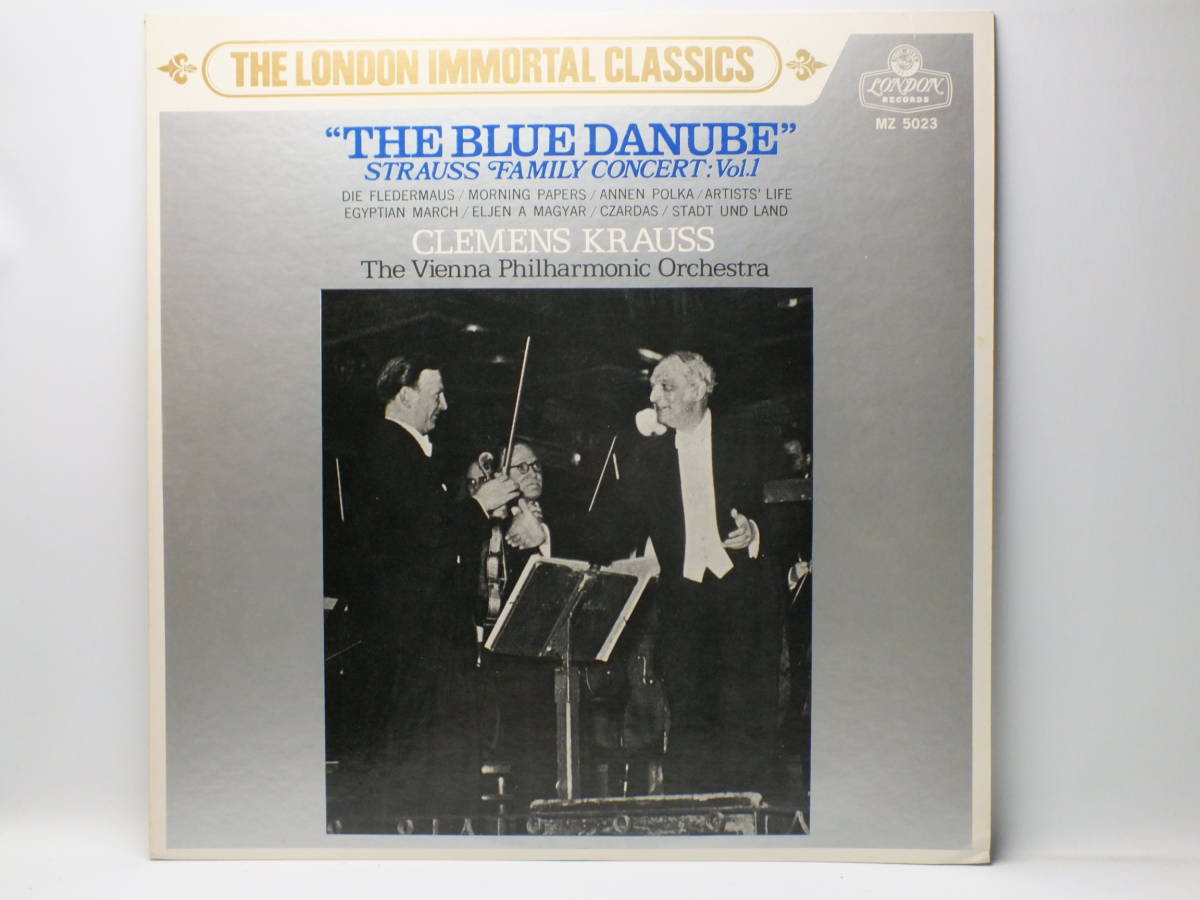 THE LONDON IMMORTAL CLASSICS
LONDON
RECORDS
MZ 5023
“THE BLUE DANUBE”
STRAUSS FAMILY CONCERT: Vol.1
DIE FLEDERMAUS / MORNING PAPERS / ANNEN POLKA / ARTISTS' LIFE
EGYPTIAN MARCH / ELJEN A MAGYAR / CZARDAS / STADT UND LAND
CLEMENS KRAUSS
The Vienna Philharmonic Orchestra